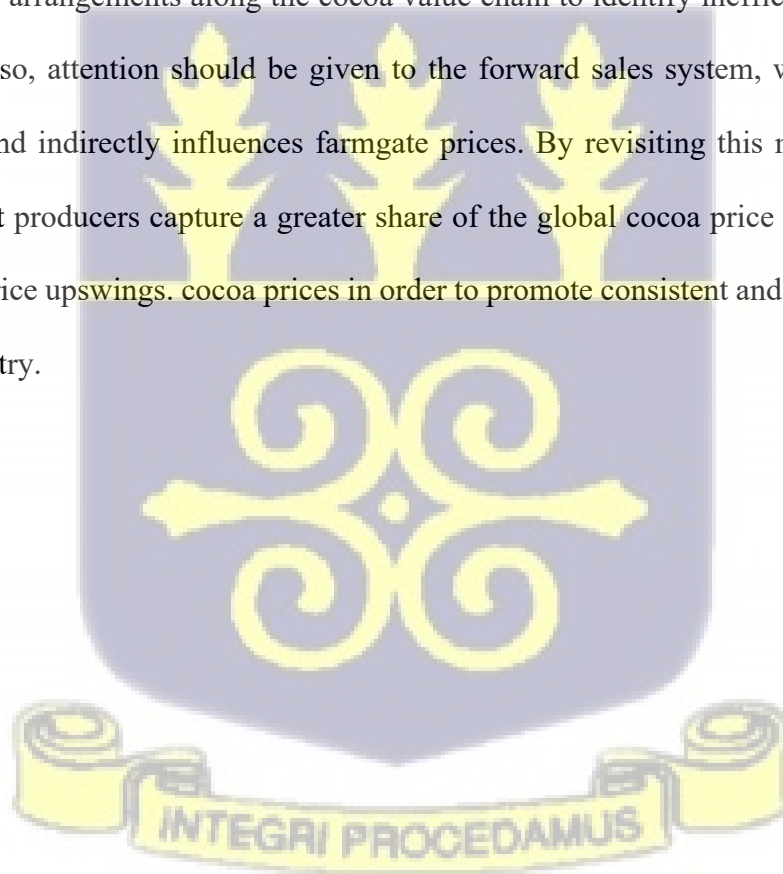 arrangements along the cocoa value chain to identify
so, attention should be given to the forward sales system,
nd indirectly influences farmgate prices. By revisiting this
t producers capture a greater share of the global cocoa price
rice upswings. cocoa prices in order to promote consistent and
try.
INTEGRI PROCEDAMUS